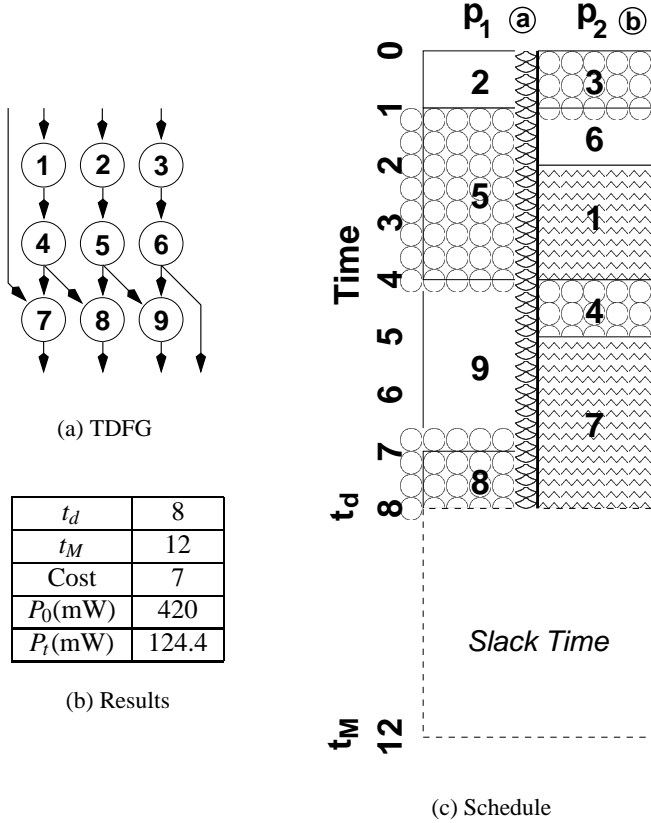 1 2 3
4 5 6
7 8 9
(a) TDFG
t_d 8
t_M 12
Cost 7
P_0(mW) 420
P_t(mW) 124.4
(b) Results
p_1 a p_2 b
Time
0
1
2
3
4
5
6
7
t_d 8
t_M 12
2
5
9
8
3
6
1
4
7
Slack Time
(c) Schedule